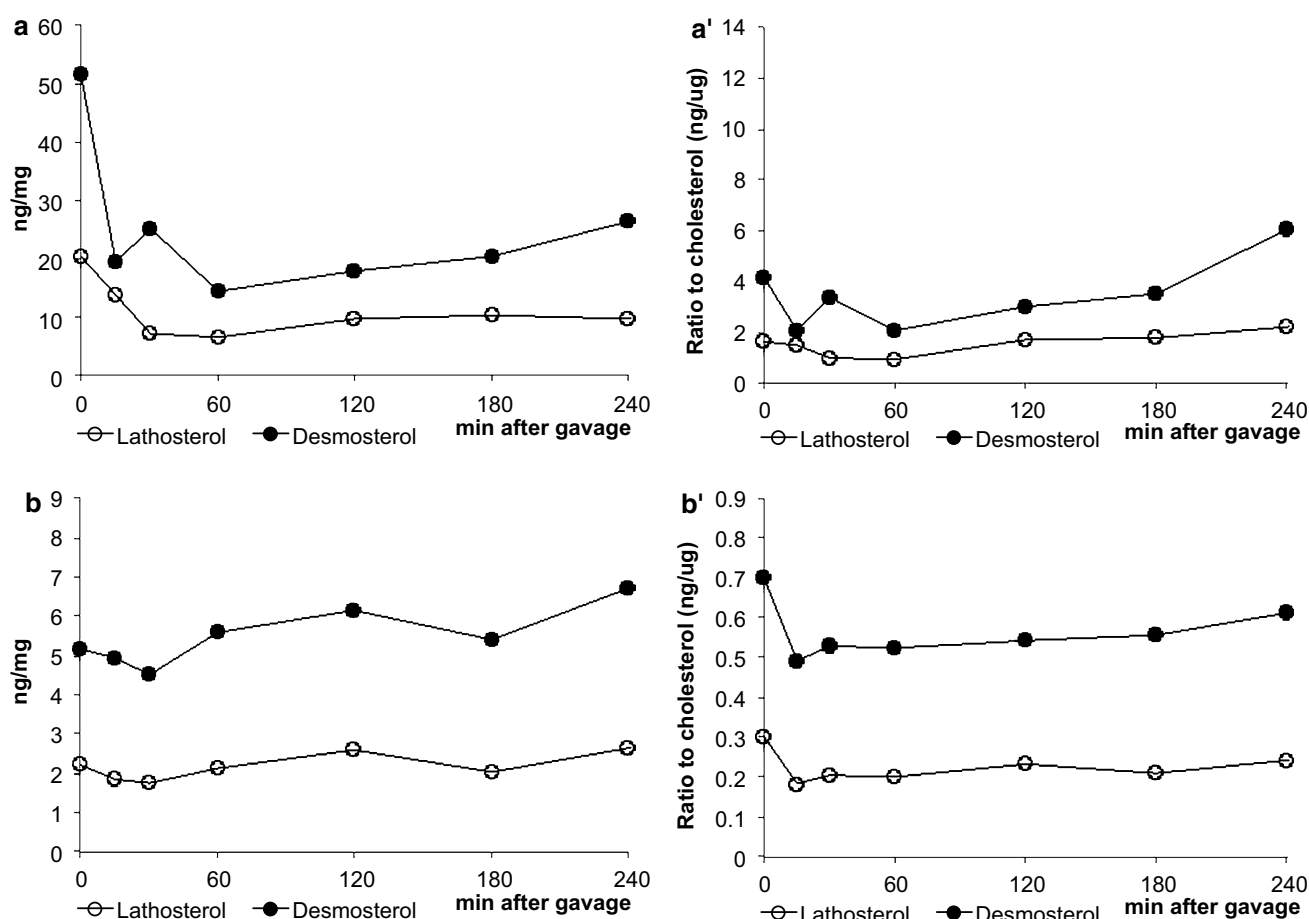 a
60
50
40
30
20
10
0
ng/mg
0 60 120 180 240
Lathosterol Desmosterol min after gavage
a'
14
12
10
8
6
4
2
0
Ratio to cholesterol (ng/ug)
0 60 120 180 240
Lathosterol Desmosterol min after gavage
b
9
8
7
6
5
4
3
2
1
0
ng/mg
0 60 120 180 240
Lathosterol Desmosterol min after gavage
b'
0.9
0.8
0.7
0.6
0.5
0.4
0.3
0.2
0.1
0
Ratio to cholesterol (ng/ug)
0 60 120 180 240
Lathosterol Desmosterol min after gavage